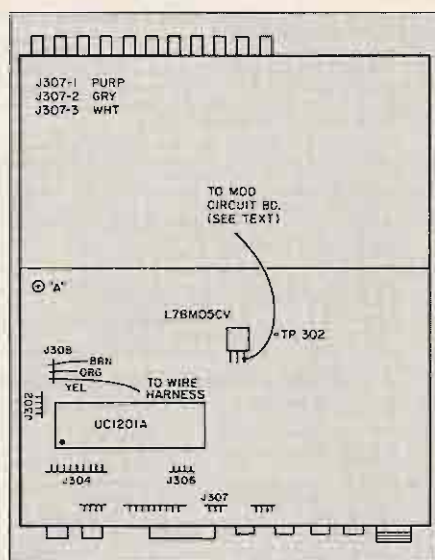 J307-1 PURP
J307-2 GRY
J307-3 WHT
TO MOD
CIRCUIT BD.
(SEE TEXT)
"A"
L78M05CV
TP 302
J308
BRN
ORG
YEL
TO WIRE
HARNESS
J302
UC1201A
J304
J306
J307